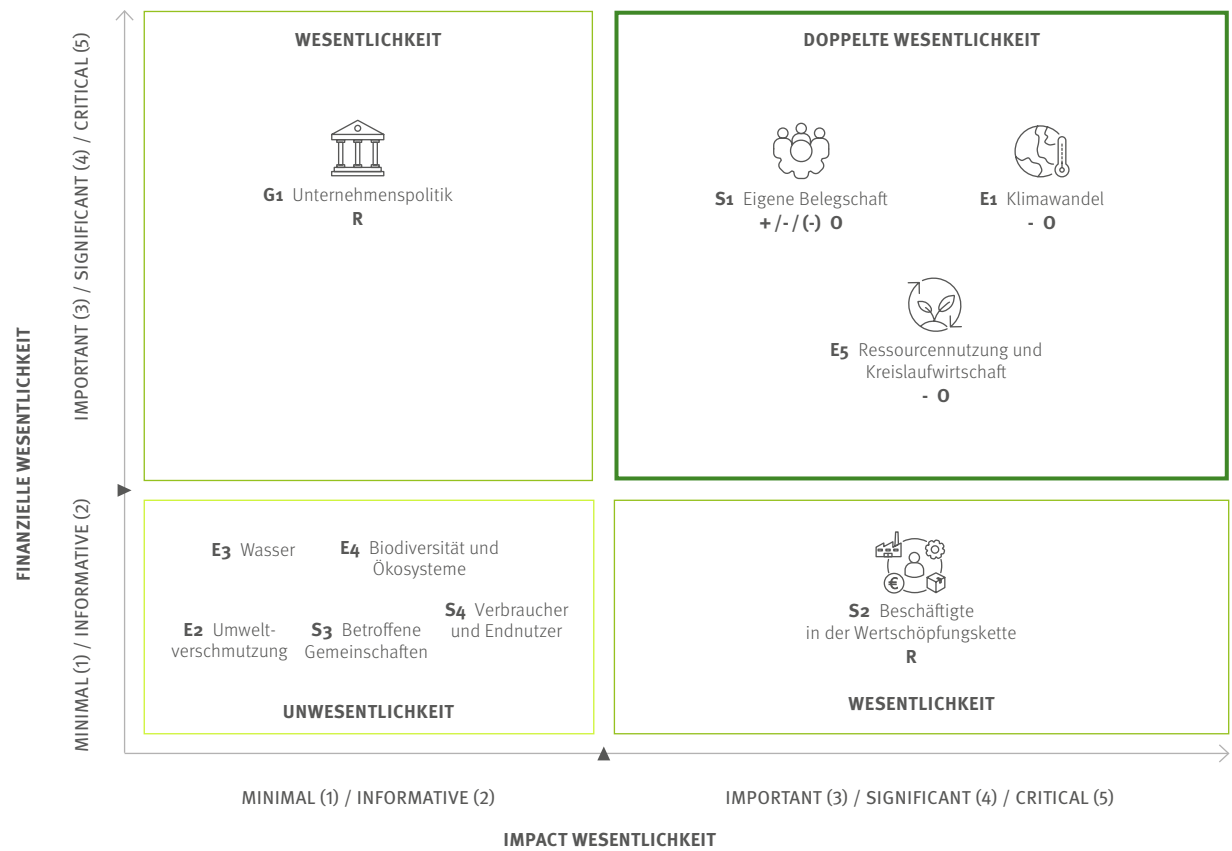 FINANZIELLE WESENTLICHKEIT
IMPORTANT (3) / SIGNIFICANT (4) / CRITICAL (5)
MINIMAL (1) / INFORMATIVE (2)
WESENTLICHKEIT
G1 Unternehmenspolitik
R
DOPPELTE WESENTLICHKEIT
S1 Eigene Belegschaft
+/-/(-) O
E1 Klimawandel
- O
E5 Ressourcennutzung und
Kreislaufwirtschaft
- O
E3 Wasser
E4 Biodiversität und
Ökosysteme
E2 Umwelt-
verschmutzung
S3 Betroffene
Gemeinschaften
S4 Verbraucher
und Endnutzer
UNWESENTLICHKEIT
€
S2 Beschäftigte
in der Wertschöpfungskette
R
WESENTLICHKEIT
MINIMAL (1) / INFORMATIVE (2)
IMPORTANT (3) / SIGNIFICANT (4) / CRITICAL (5)
IMPACT WESENTLICHKEIT